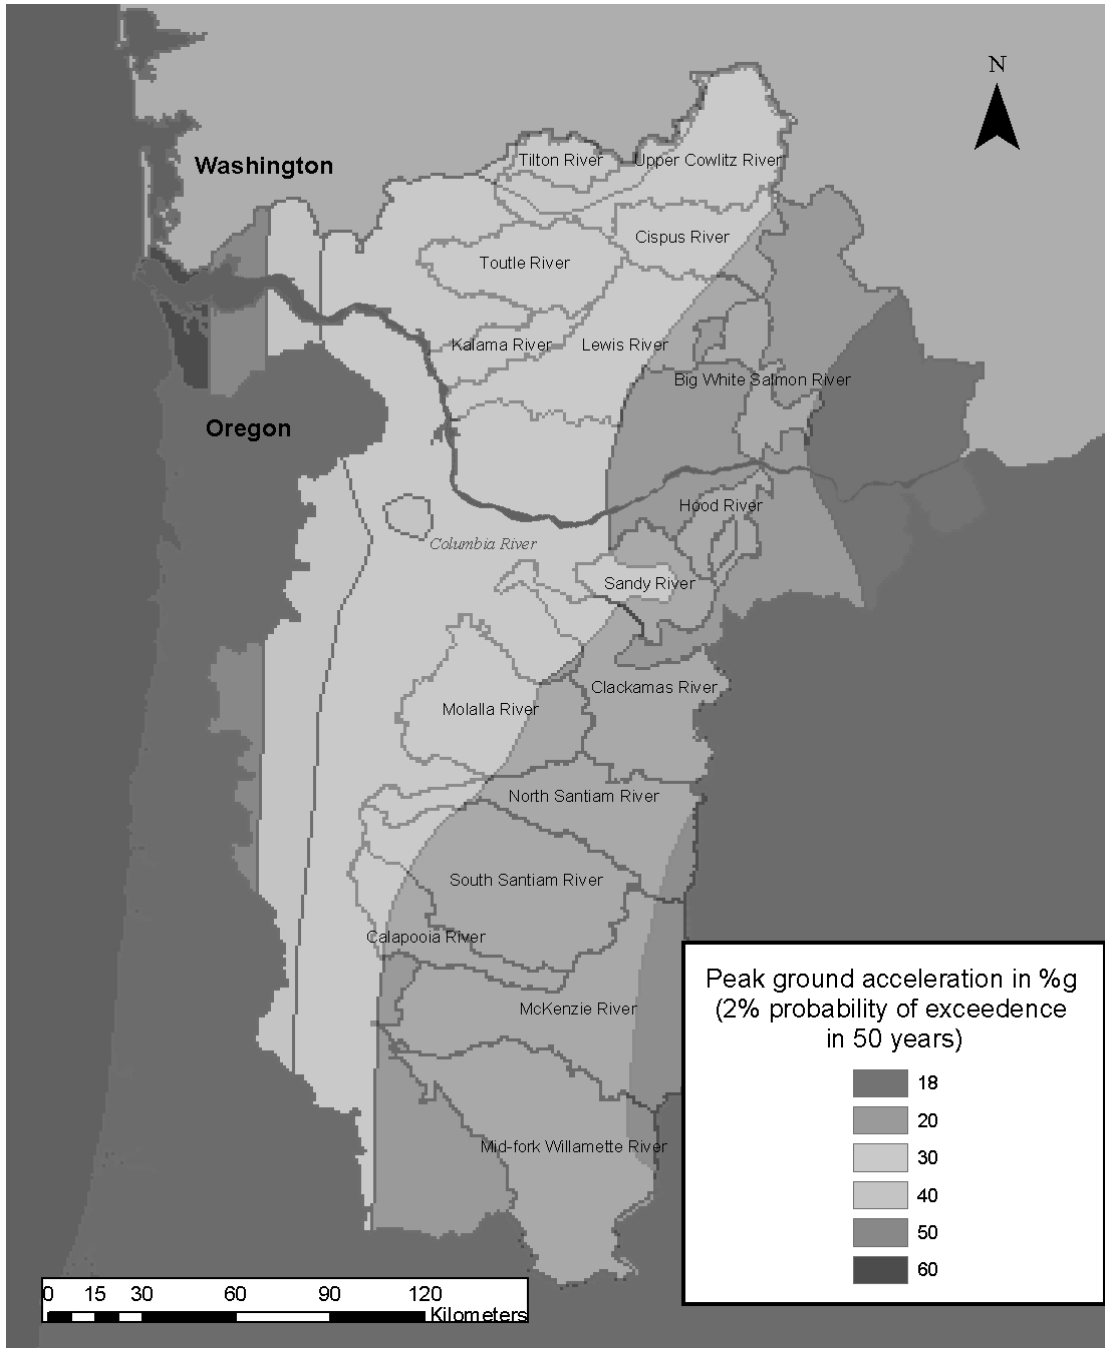 N
Washington
Tilton River
Upper Cowlitz River
Cispus River
Toutle River
Kalama River
Lewis River
Big White Salmon River
Oregon
Hood River
Columbia River
Sandy River
Clackamas River
Molalla River
North Santiam River
South Santiam River
Calapooia River
McKenzie River
Mid-fork Willamette River
Peak ground acceleration in %g
(2% probability of exceedence
in 50 years)
18
20
30
40
50
60
0 15 30 60 90 120
Kilometers